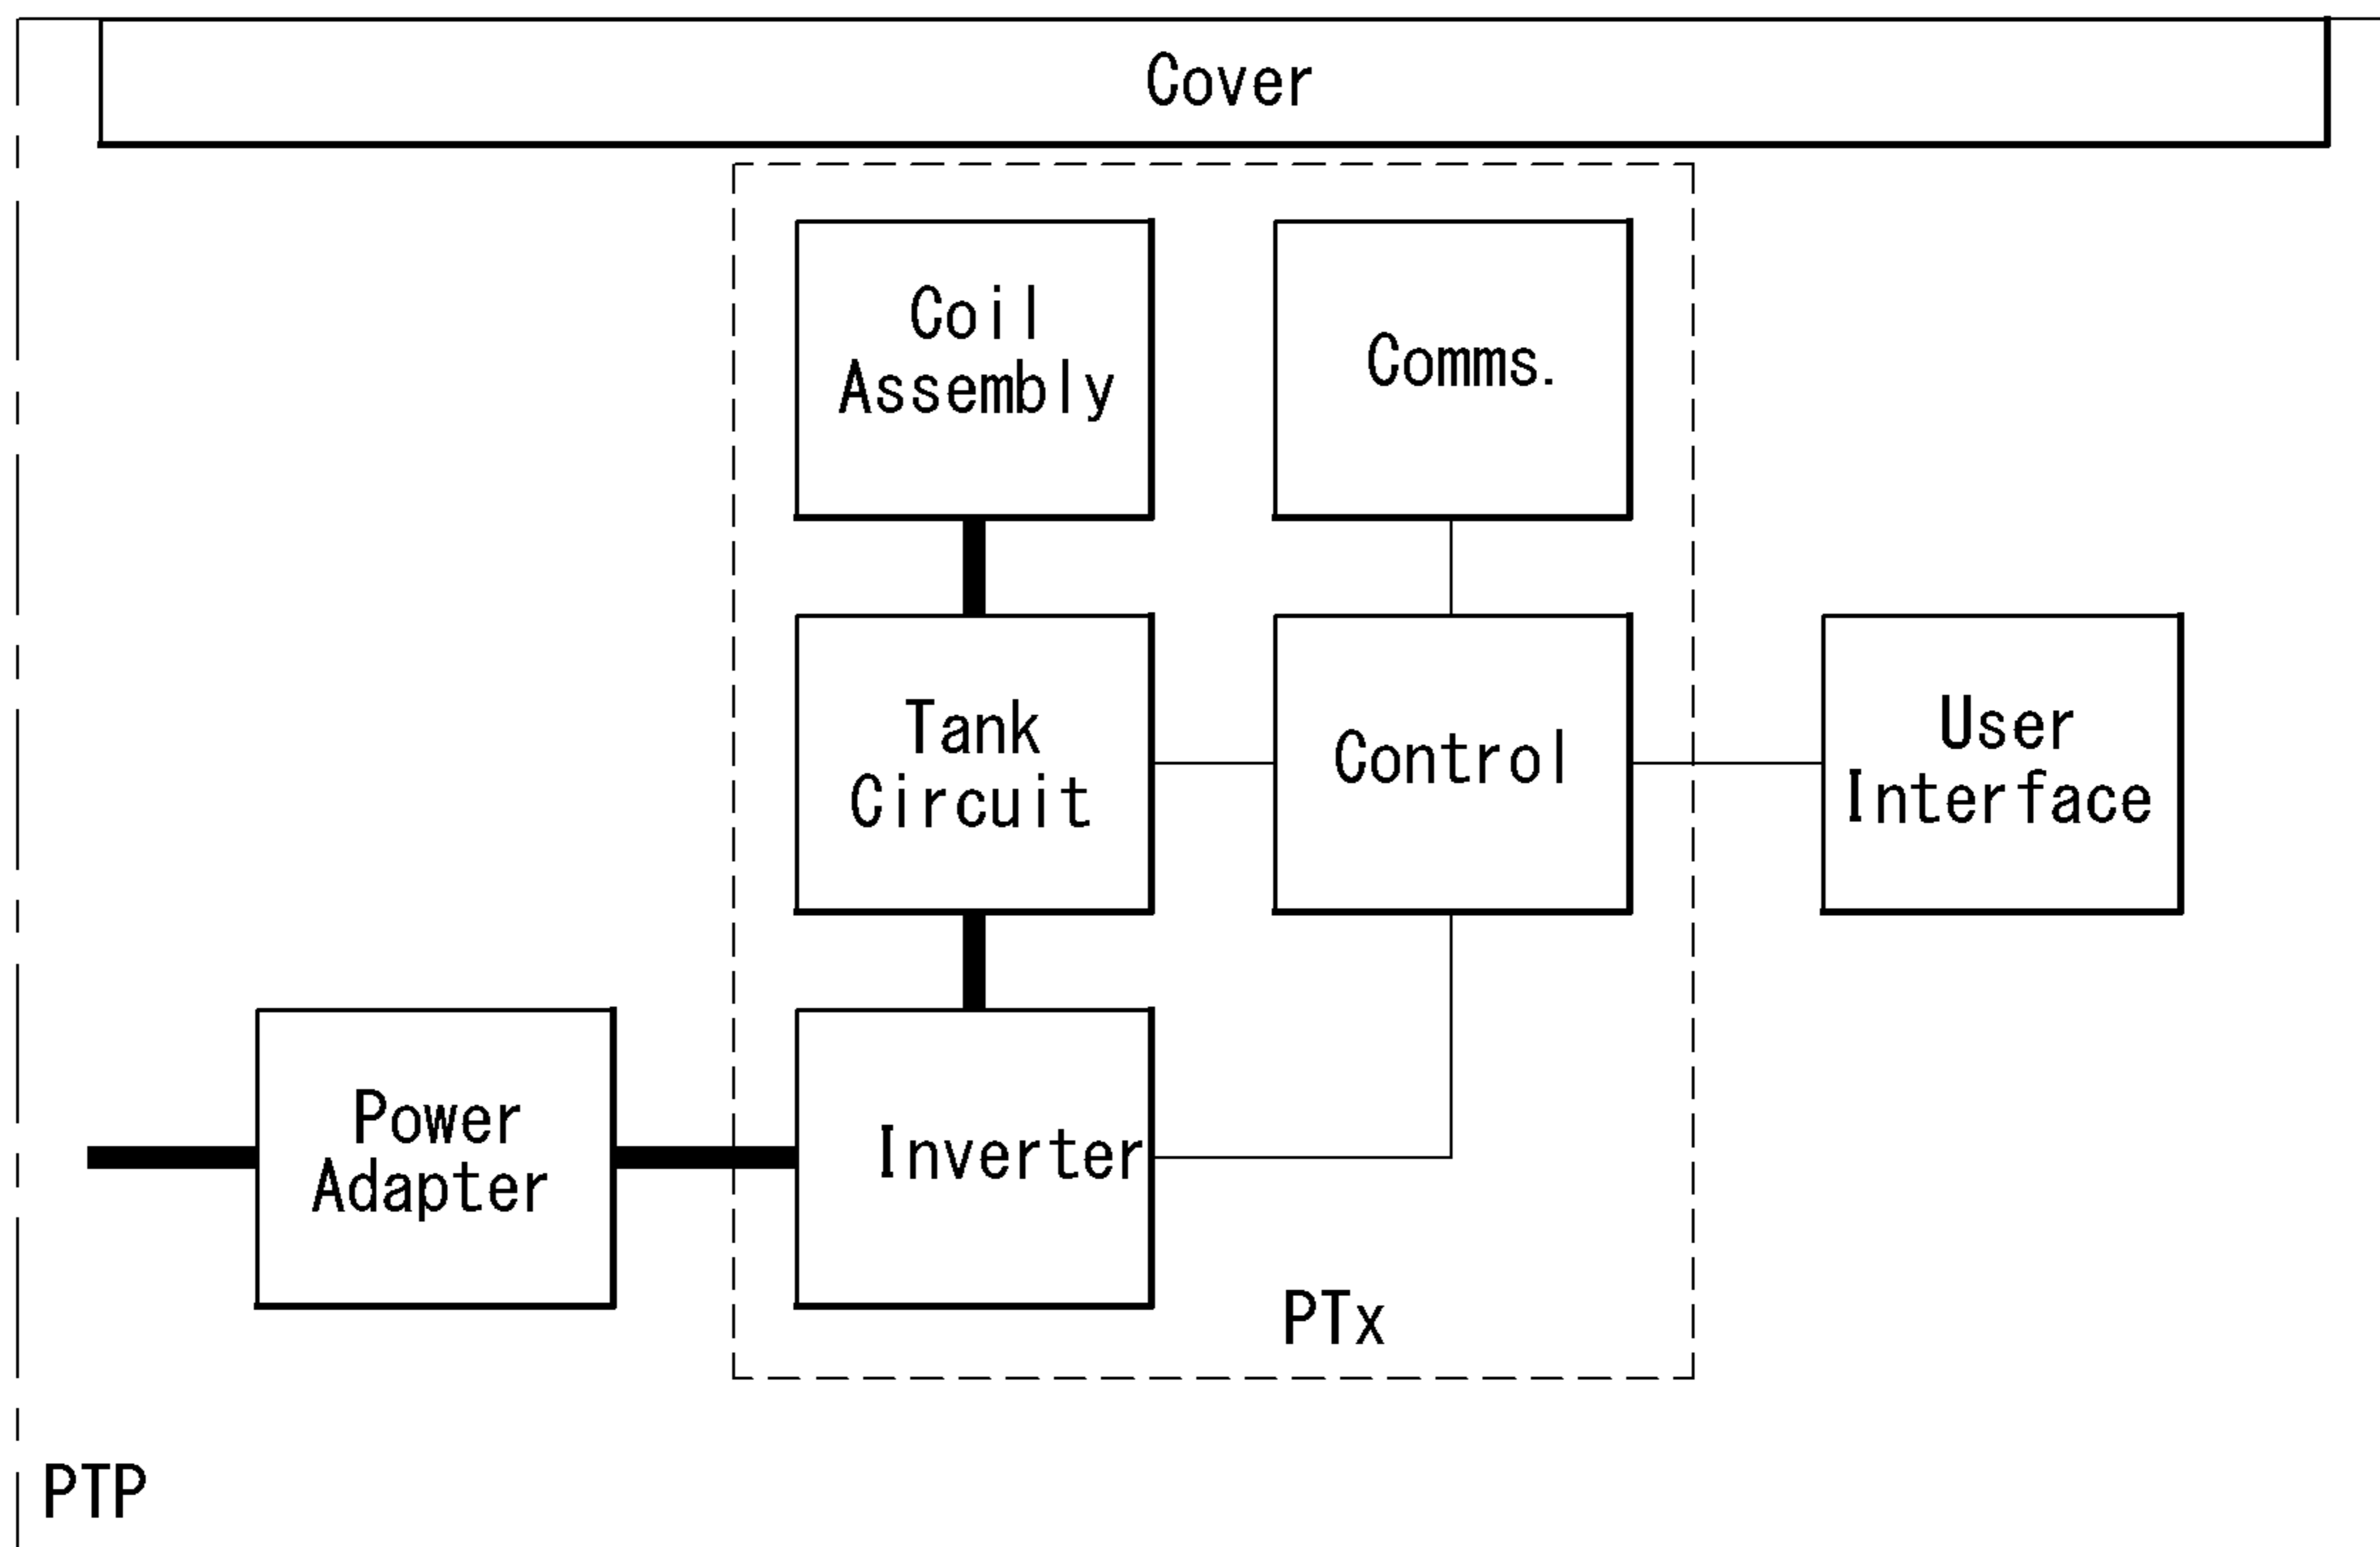 Cover
Coil
Assembly
Comms.
Tank
Circuit
Control
User
Interface
Power
Adapter
Inverter
PTx
PTP